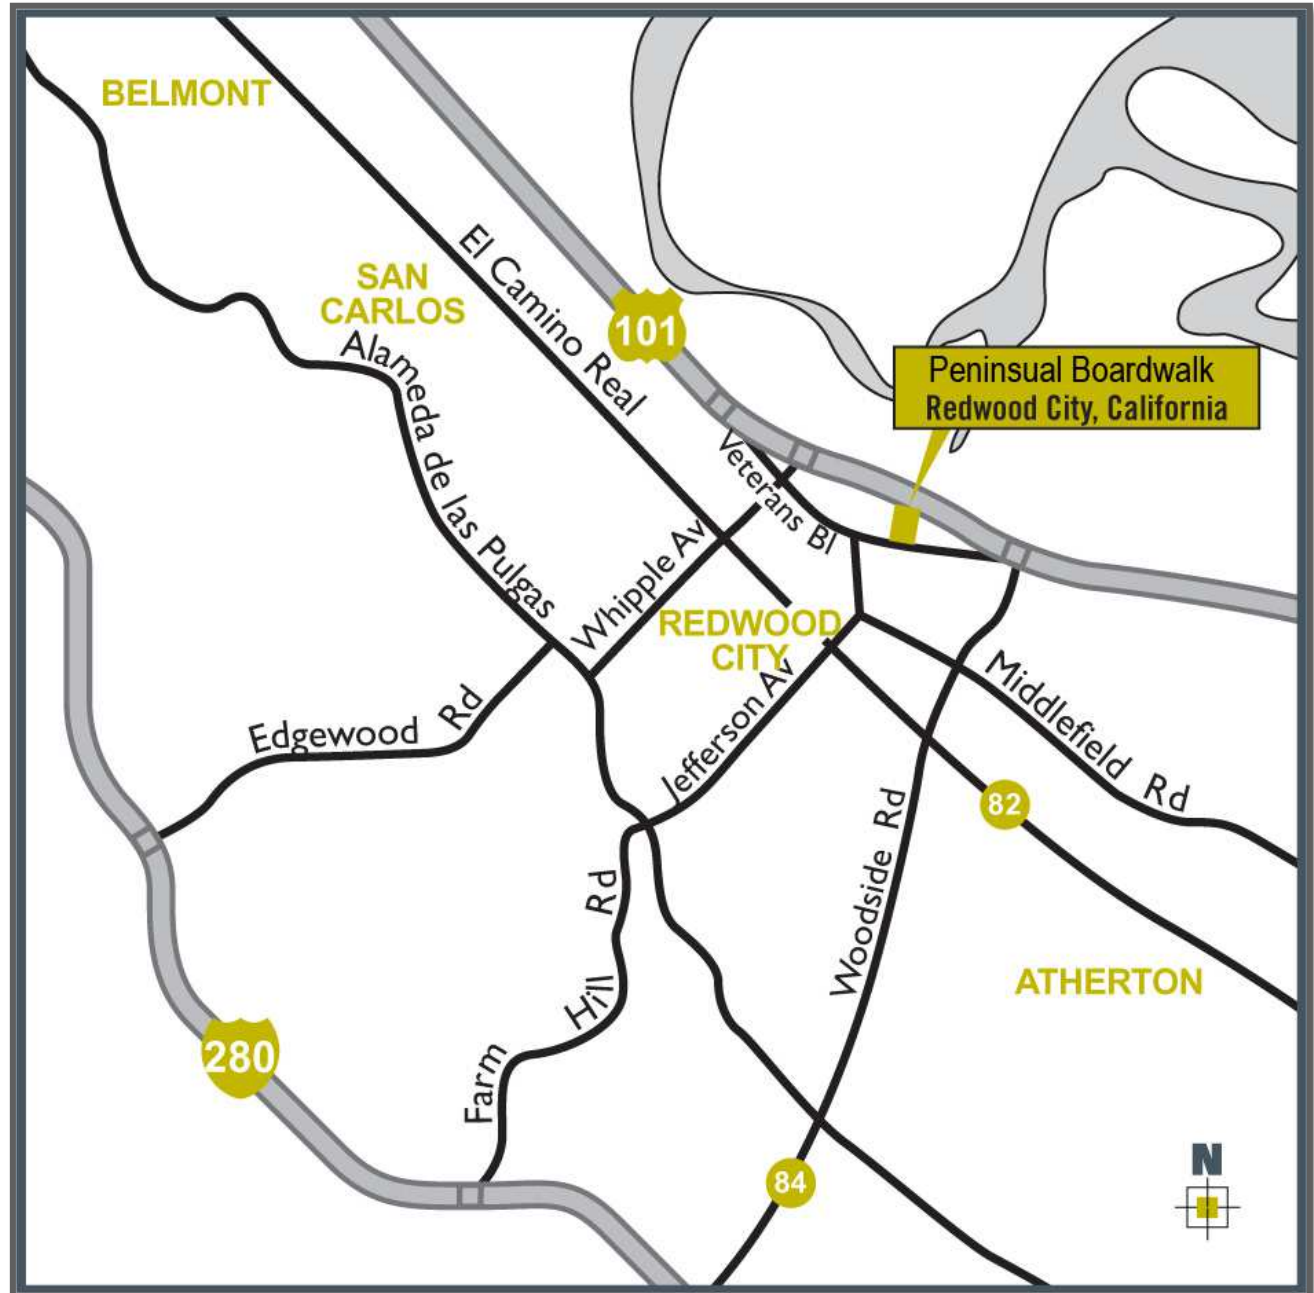 BELMONT
SAN
CARLOS
El Camino Real
101
Alameda de las Pulgas
Peninsual Boardwalk
Redwood City, California
Veterans Bl
Whipple Av
REDWOOD
CITY
Edgewood Rd
Jefferson Av
Middlefield Rd
82
Woodside Rd
Farm Hill Rd
ATHERTON
280
84
N